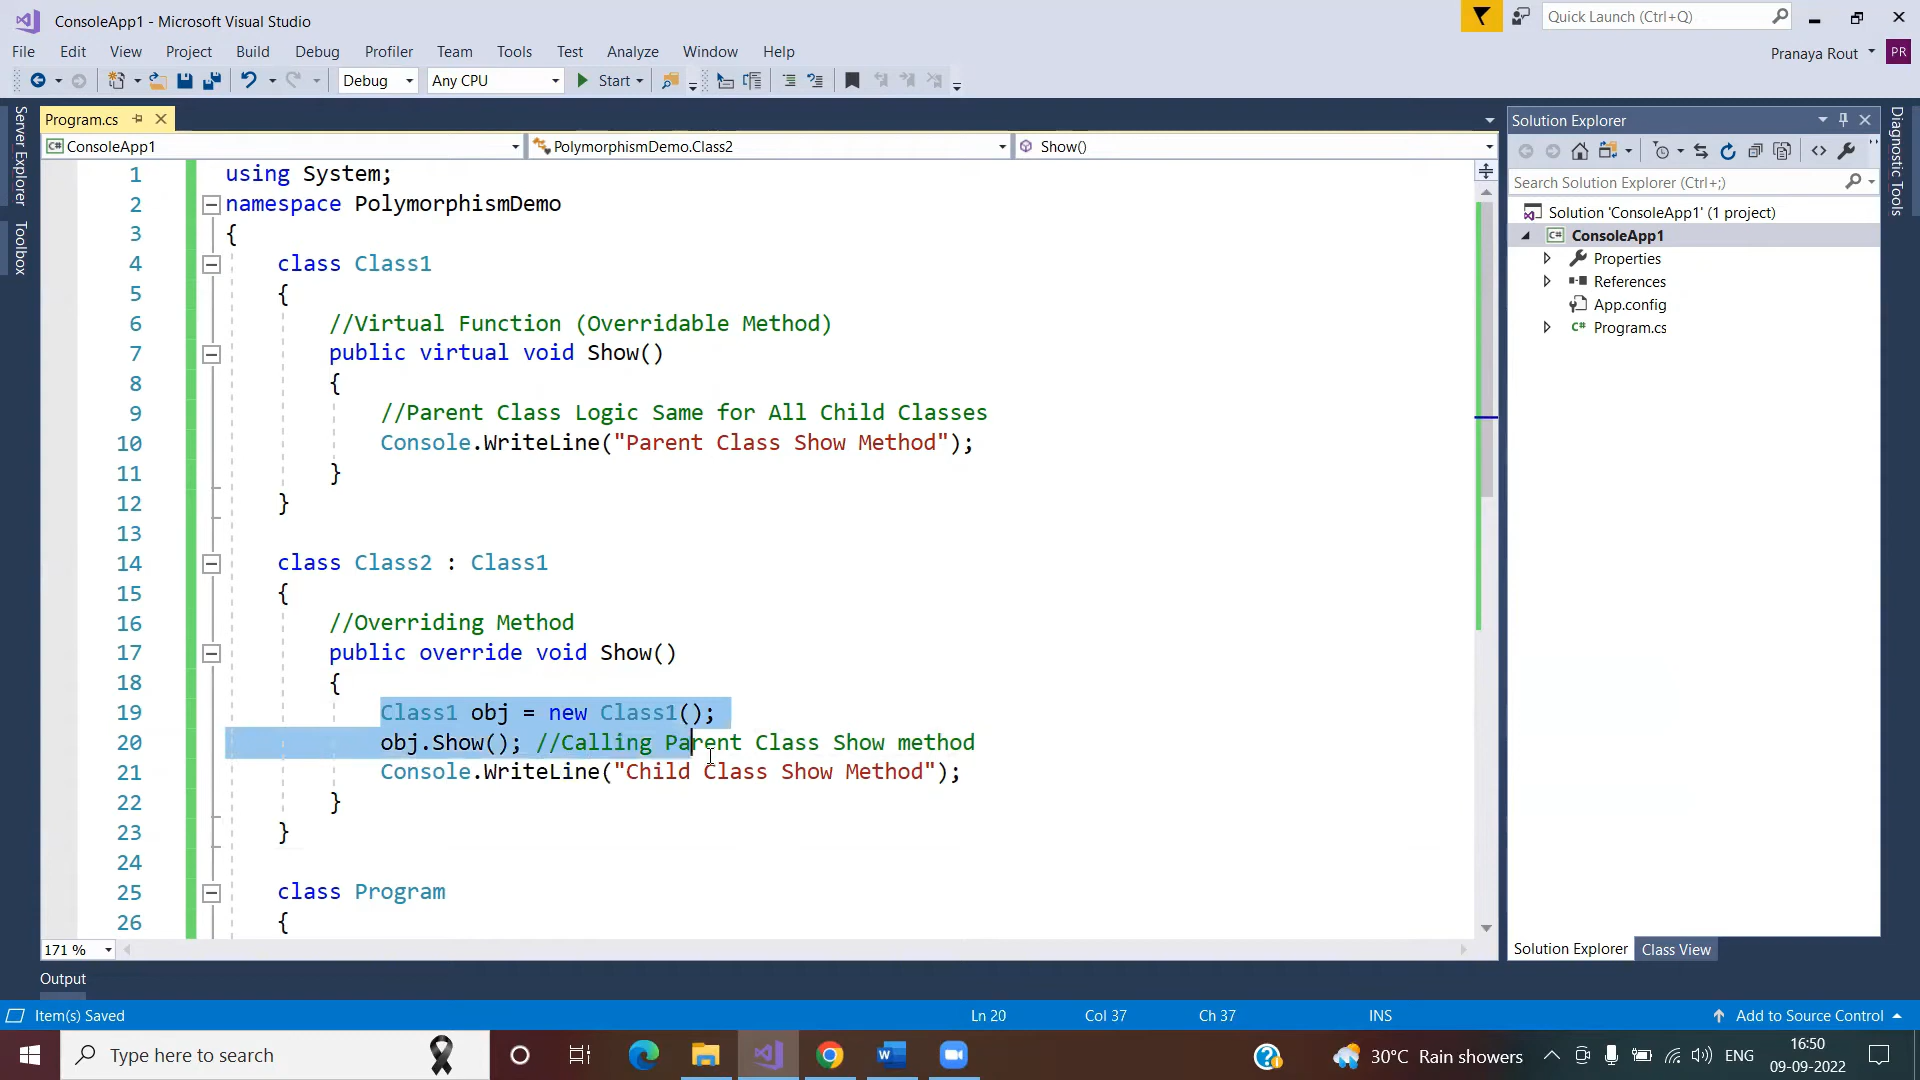 ConsoleApp1 - Microsoft Visual Studio
Quick Launch (Ctrl+Q)
File Edit View Project Build Debug Profiler Team Tools Test Analyze Window Help
Pranaya Rout PR
Debug Any CPU Start
Program.cs
ConsoleApp1 PolymorphismDemo.Class2 Show()
Server Explorer
Toolbox
1 using System;
2 namespace PolymorphismDemo
3 {
4 class Class1
5 {
6 //Virtual Function (Overridable Method)
7 public virtual void Show()
8 {
9 //Parent Class Logic Same for All Child Classes
10 Console.WriteLine("Parent Class Show Method");
11 }
12 }
13
14 class Class2 : Class1
15 {
16 //Overriding Method
17 public override void Show()
18 {
19 Class1 obj = new Class1();
20 obj.Show(); //Calling Parent Class Show method
21 Console.WriteLine("Child Class Show Method");
22 }
23 }
24
25 class Program
26 {
171 %
Solution Explorer
Search Solution Explorer (Ctrl+;)
Solution 'ConsoleApp1' (1 project)
C# ConsoleApp1
Properties
References
App.config
C# Program.cs
Solution Explorer Class View
Diagnostic Tools
Output
Item(s) Saved Ln 20 Col 37 Ch 37 INS Add to Source Control
Type here to search
30°C Rain showers ENG
16:50
09-09-2022